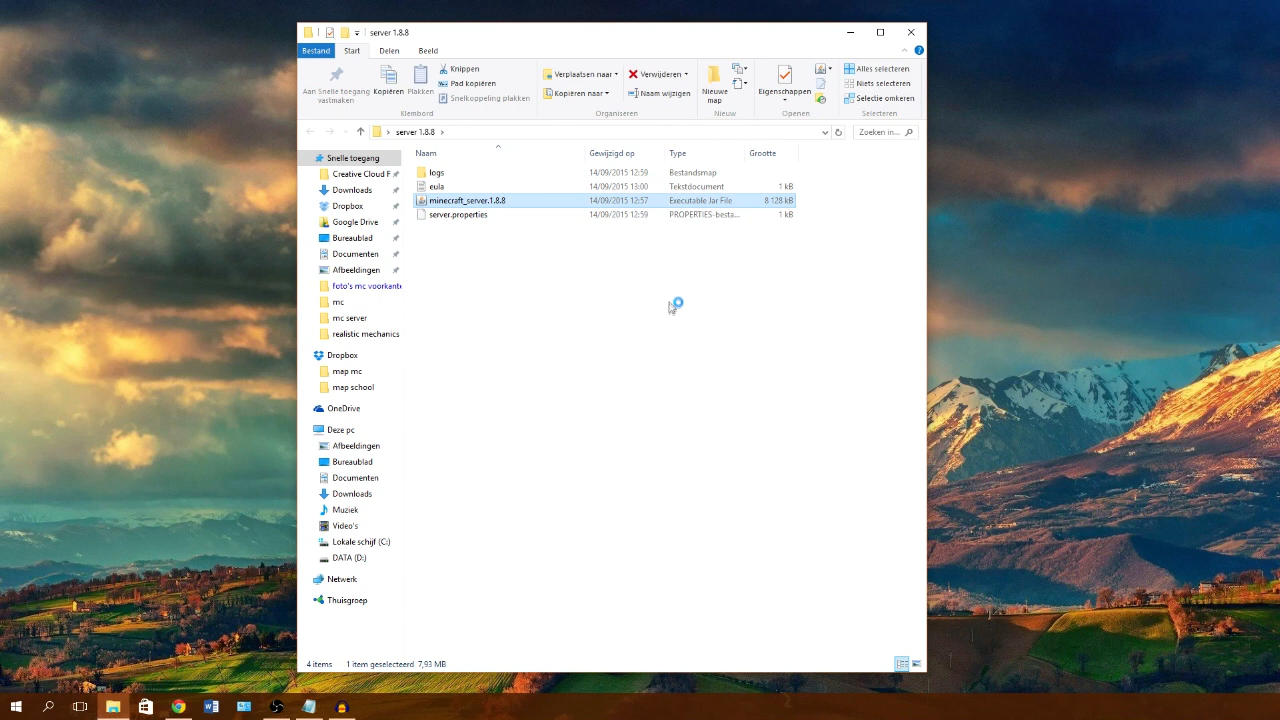 server 1.8.8
Bestand Start Delen Beeld
Aan Snelle toegang vastmaken
Kopiëren
Plakken
Knippen
Pad kopiëren
Snelkoppeling plakken
Klembord
Verplaatsen naar
Kopiëren naar
Verwijderen
Naam wijzigen
Organiseren
Nieuwe map
Nieuw
Eigenschappen
Openen
Alles selecteren
Niets selecteren
Selectie omkeren
Selecteren
server 1.8.8
Zoeken in...
Naam Gewijzigd op Type Grootte
logs 14/09/2015 12:59 Bestandsmap
eula 14/09/2015 13:00 Tekstdocument 1 kB
minecraft_server.1.8.8 14/09/2015 12:57 Executable Jar File 8 128 kB
server.properties 14/09/2015 12:59 PROPERTIES-besta... 1 kB
Snelle toegang
Creative Cloud F
Downloads
Dropbox
Google Drive
Bureaublad
Documenten
Afbeeldingen
foto's mc voorkante
mc
mc server
realistic mechanics
Dropbox
map mc
map school
OneDrive
Deze pc
Afbeeldingen
Bureaublad
Documenten
Downloads
Muziek
Video's
Lokale schijf (C:)
DATA (D:)
Netwerk
Thuisgroep
4 items 1 item geselecteerd 7,93 MB